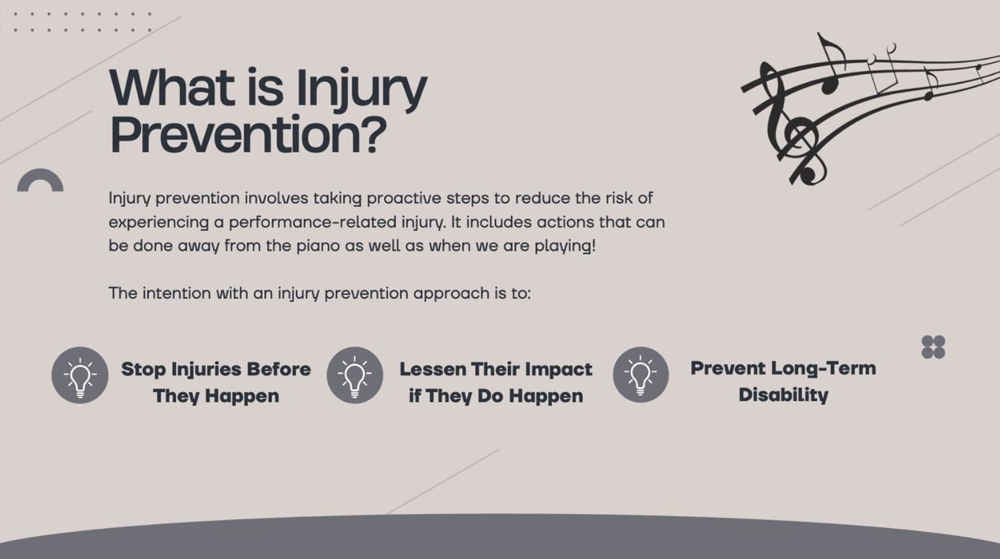 What is Injury
Prevention?
Injury prevention involves taking proactive steps to reduce the risk of
experiencing a performance-related injury. It includes actions that can
be done away from the piano as well as when we are playing!
The intention with an injury prevention approach is to:
Stop Injuries Before
They Happen
Lessen Their Impact
if They Do Happen
Prevent Long-Term
Disability